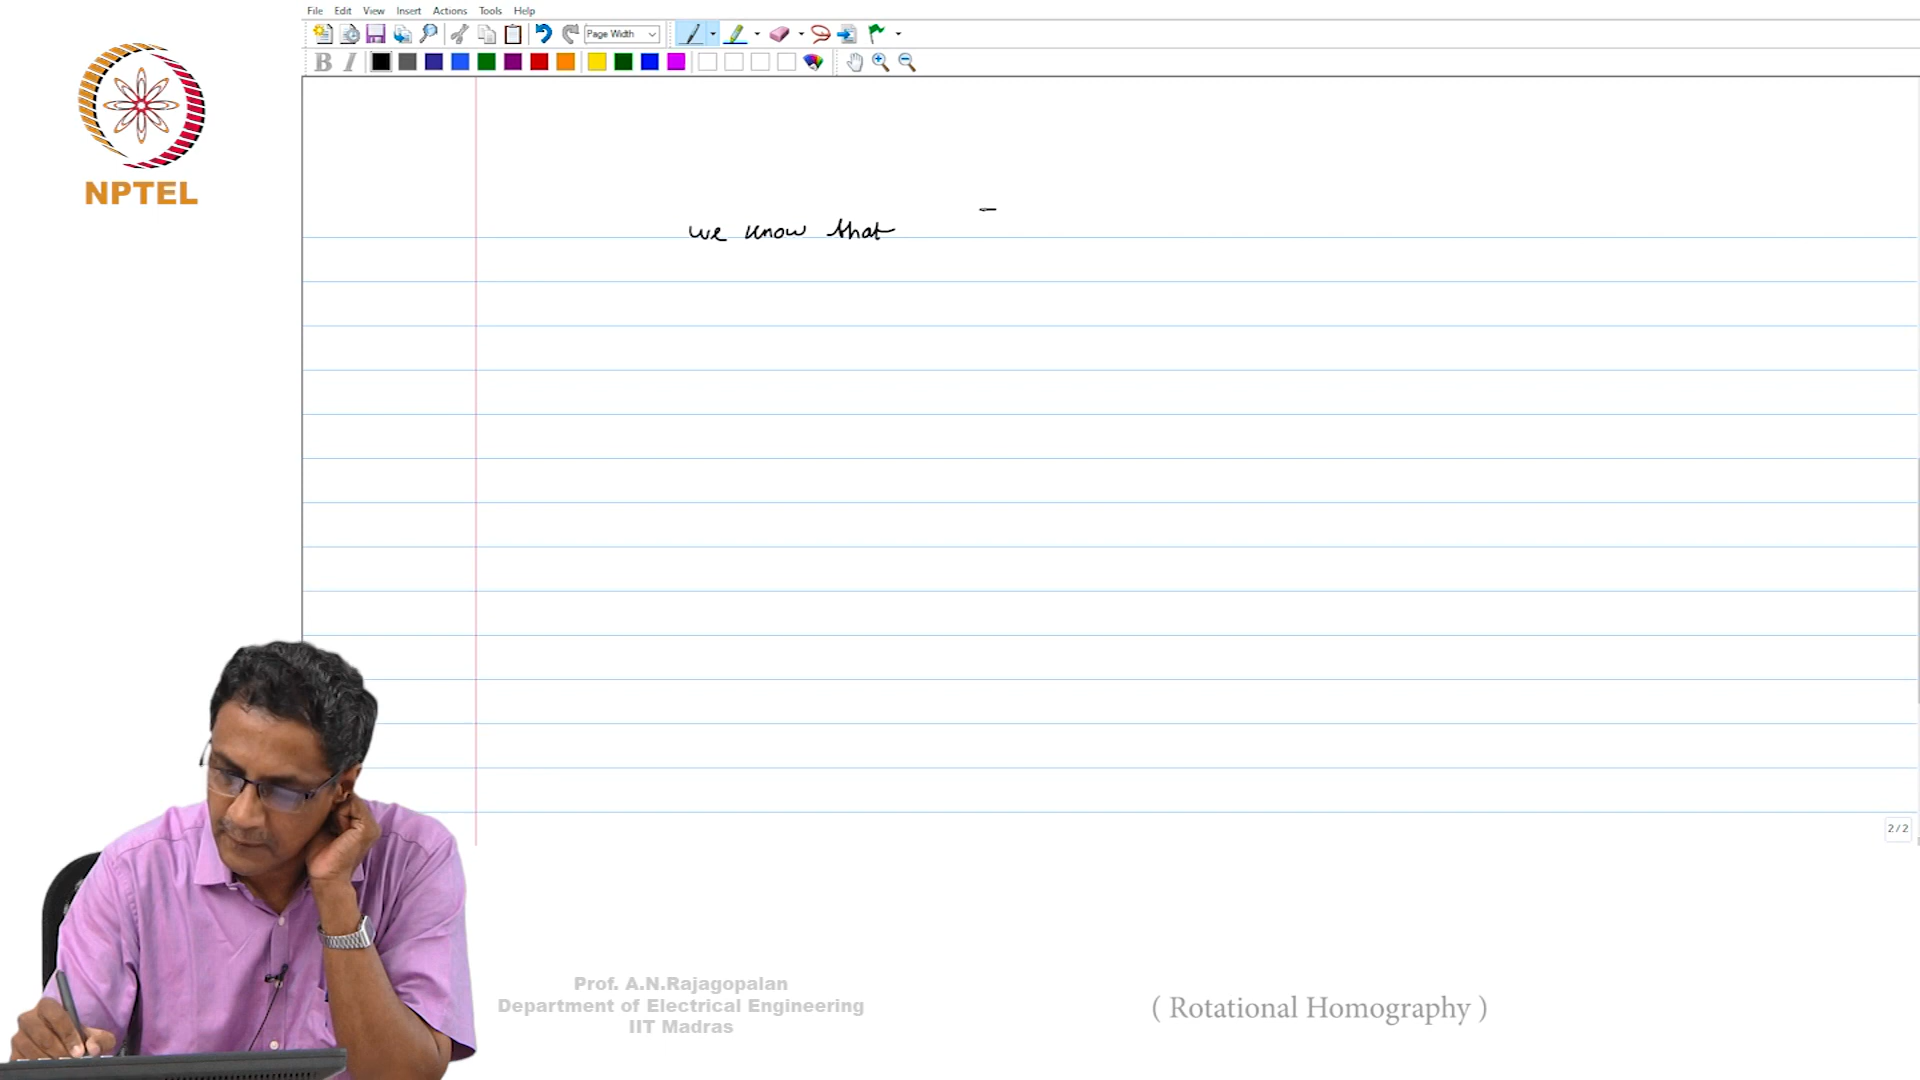 File Edit View Insert Actions Tools Help
Page Width
B I
NPTEL
we know that
2/2
Prof. A.N.Rajagopalan
Department of Electrical Engineering
IIT Madras
( Rotational Homography )